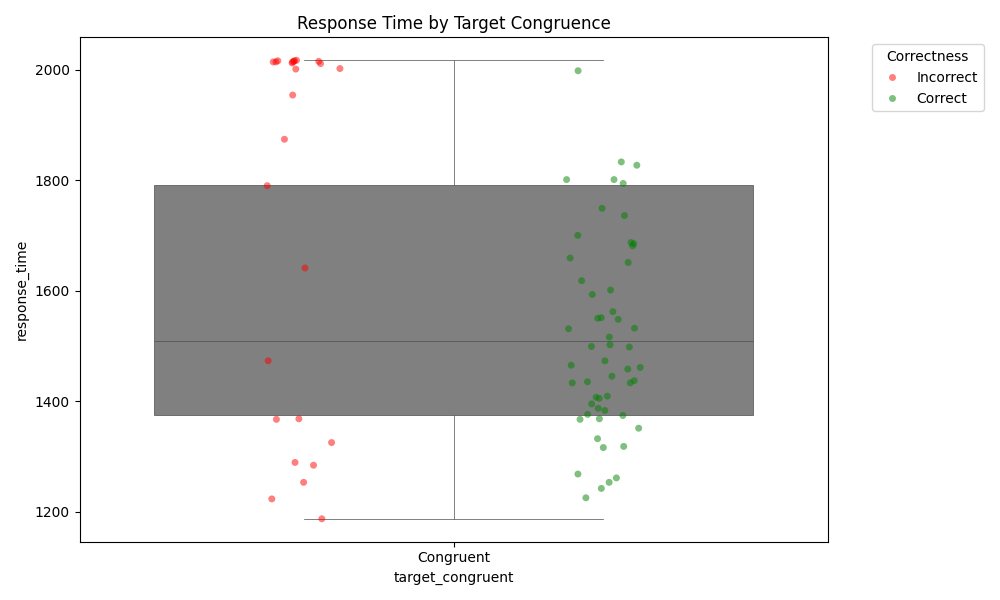 Response Time by Target Congruence
Correctness
Incorrect
Correct
response_time
2000
1800
1600
1400
1200
Congruent
target_congruent